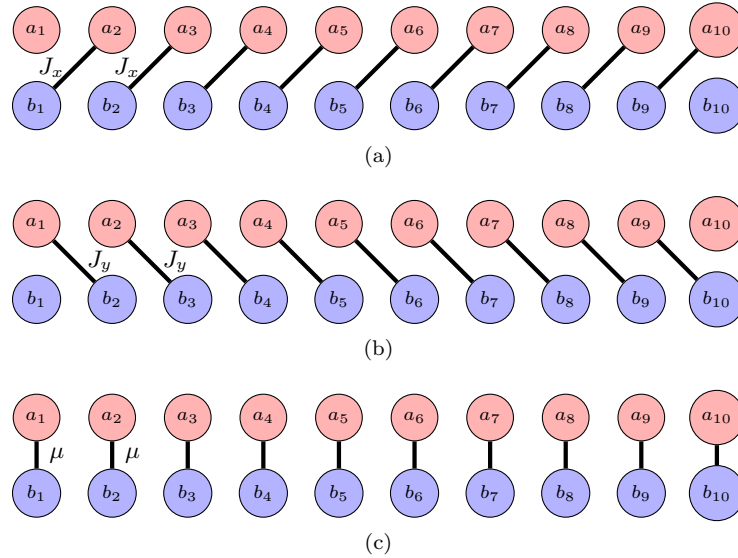 a₁ a₂ a₃ a₄ a₅ a₆ a₇ a₈ a₉ a₁₀
Jₓ Jₓ
b₁ b₂ b₃ b₄ b₅ b₆ b₇ b₈ b₉ b₁₀
(a)
a₁ a₂ a₃ a₄ a₅ a₆ a₇ a₈ a₉ a₁₀
J_y J_y
b₁ b₂ b₃ b₄ b₅ b₆ b₇ b₈ b₉ b₁₀
(b)
a₁ a₂ a₃ a₄ a₅ a₆ a₇ a₈ a₉ a₁₀
μ μ
b₁ b₂ b₃ b₄ b₅ b₆ b₇ b₈ b₉ b₁₀
(c)